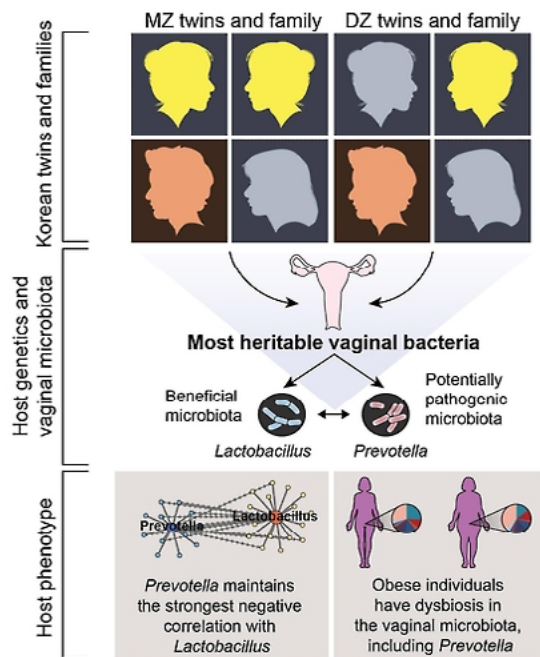 MZ twins and family
DZ twins and family
Korean twins and families
Host genetics and
vaginal microbiota
Most heritable vaginal bacteria
Beneficial
microbiota
Lactobacillus
Potentially
pathogenic
microbiota
Prevotella
Host phenotype
Prevotella
Lactobacillus
Prevotella maintains
the strongest negative
correlation with
Lactobacillus
Obese individuals
have dysbiosis in
the vaginal microbiota,
including Prevotella